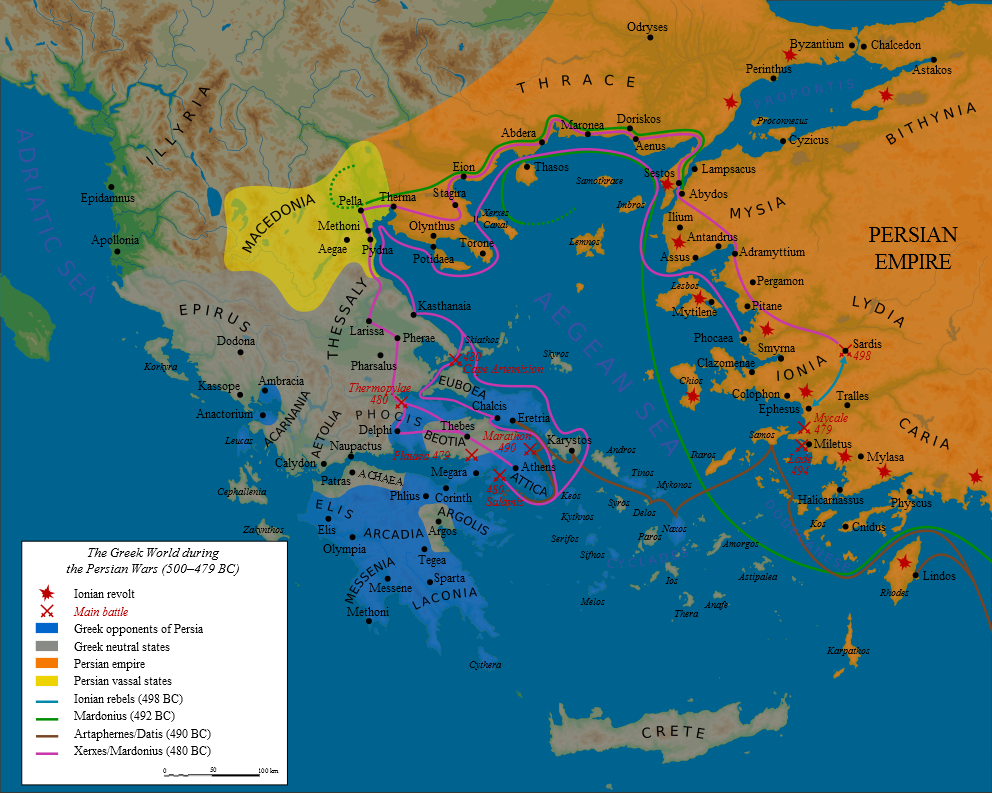 Odryses
Byzantium
Chalcedon
Perinthus
Astakos
THRACE
PROPONTIS
ILLYRIA
Proconnesus
BITHYNIA
Doriskos
Maronea
Abdera
Aenus
Cyzicus
ADRIATIC SEA
Eion
Thasos
Samothrace
Sestos
Lampsacus
Epidamnus
Pella
Therma
Stagira
Imbros
Abydos
MACEDONIA
Xerxes
Canal
MYSIA
Methoni
Olynthus
Ilium
PERSIAN
EMPIRE
Apollonia
Aegae
Pydna
Torone
Lemnos
Antandrus
Potidaea
Assus
Adramyttium
Pergamon
Lesbos
Mytilene
Pitane
LYDIA
EPIRUS
THESSALY
Kasthanaia
AEGEAN SEA
Larissa
Pherae
Skiathos
Phocaea
Sardis
498
Dodona
Skyros
Smyrna
480
Cape Artemision
Korkyra
Pharsalus
Clazomenae
IONIA
Kassope
Ambracia
Thermopylae
480
EUBOEA
Chios
Colophon
Tralles
Anactorium
ACARNANIA
PHOCIS
Chalcis
Eretria
Ephesus
Mycale
479
CARIA
Leucas
AETOLIA
Delphi
Thebes
BEOTIA
Marathon
490
Karystos
Samos
Miletus
Naupactus
Plataea 479
Andros
Ikaros
Lade
494
Mylasa
Calydon
Megara
Athens
Tinos
Patras
ACHAEA
ATTICA
Mykonos
Cephallenia
Phlius
Corinth
480
Salamis
Keos
Syros
Delos
Halicarnassus
Physcus
ELIS
Elis
ARGOLIS
Kythnos
Naxos
Kos
Cnidus
Zakynthos
ARCADIA
Argos
Serifos
Paros
Amorgos
Olympia
Tegea
Sifnos
CYCLADES
Astipalea
Lindos
Rhodes
MESSENIA
Messene
Sparta
Ios
LACONIA
Melos
Thera
Anafe
Methoni
Karpathos
Cythera
CRETE
The Greek World during
the Persian Wars (500–479 BC)
Ionian revolt
Main battle
Greek opponents of Persia
Greek neutral states
Persian empire
Persian vassal states
Ionian rebels (498 BC)
Mardonius (492 BC)
Artaphernes/Datis (490 BC)
Xerxes/Mardonius (480 BC)
0 50 100 km